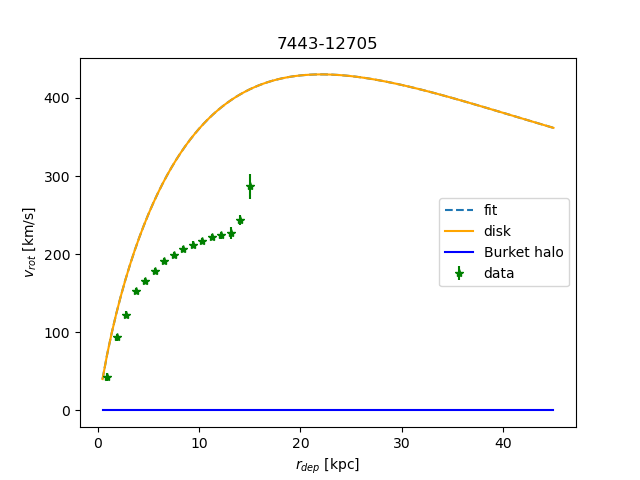 7443-12705
400
300
200
100
0
v_rot [km/s]
fit
disk
Burket halo
data
0
10
20
30
40
r_dep [kpc]